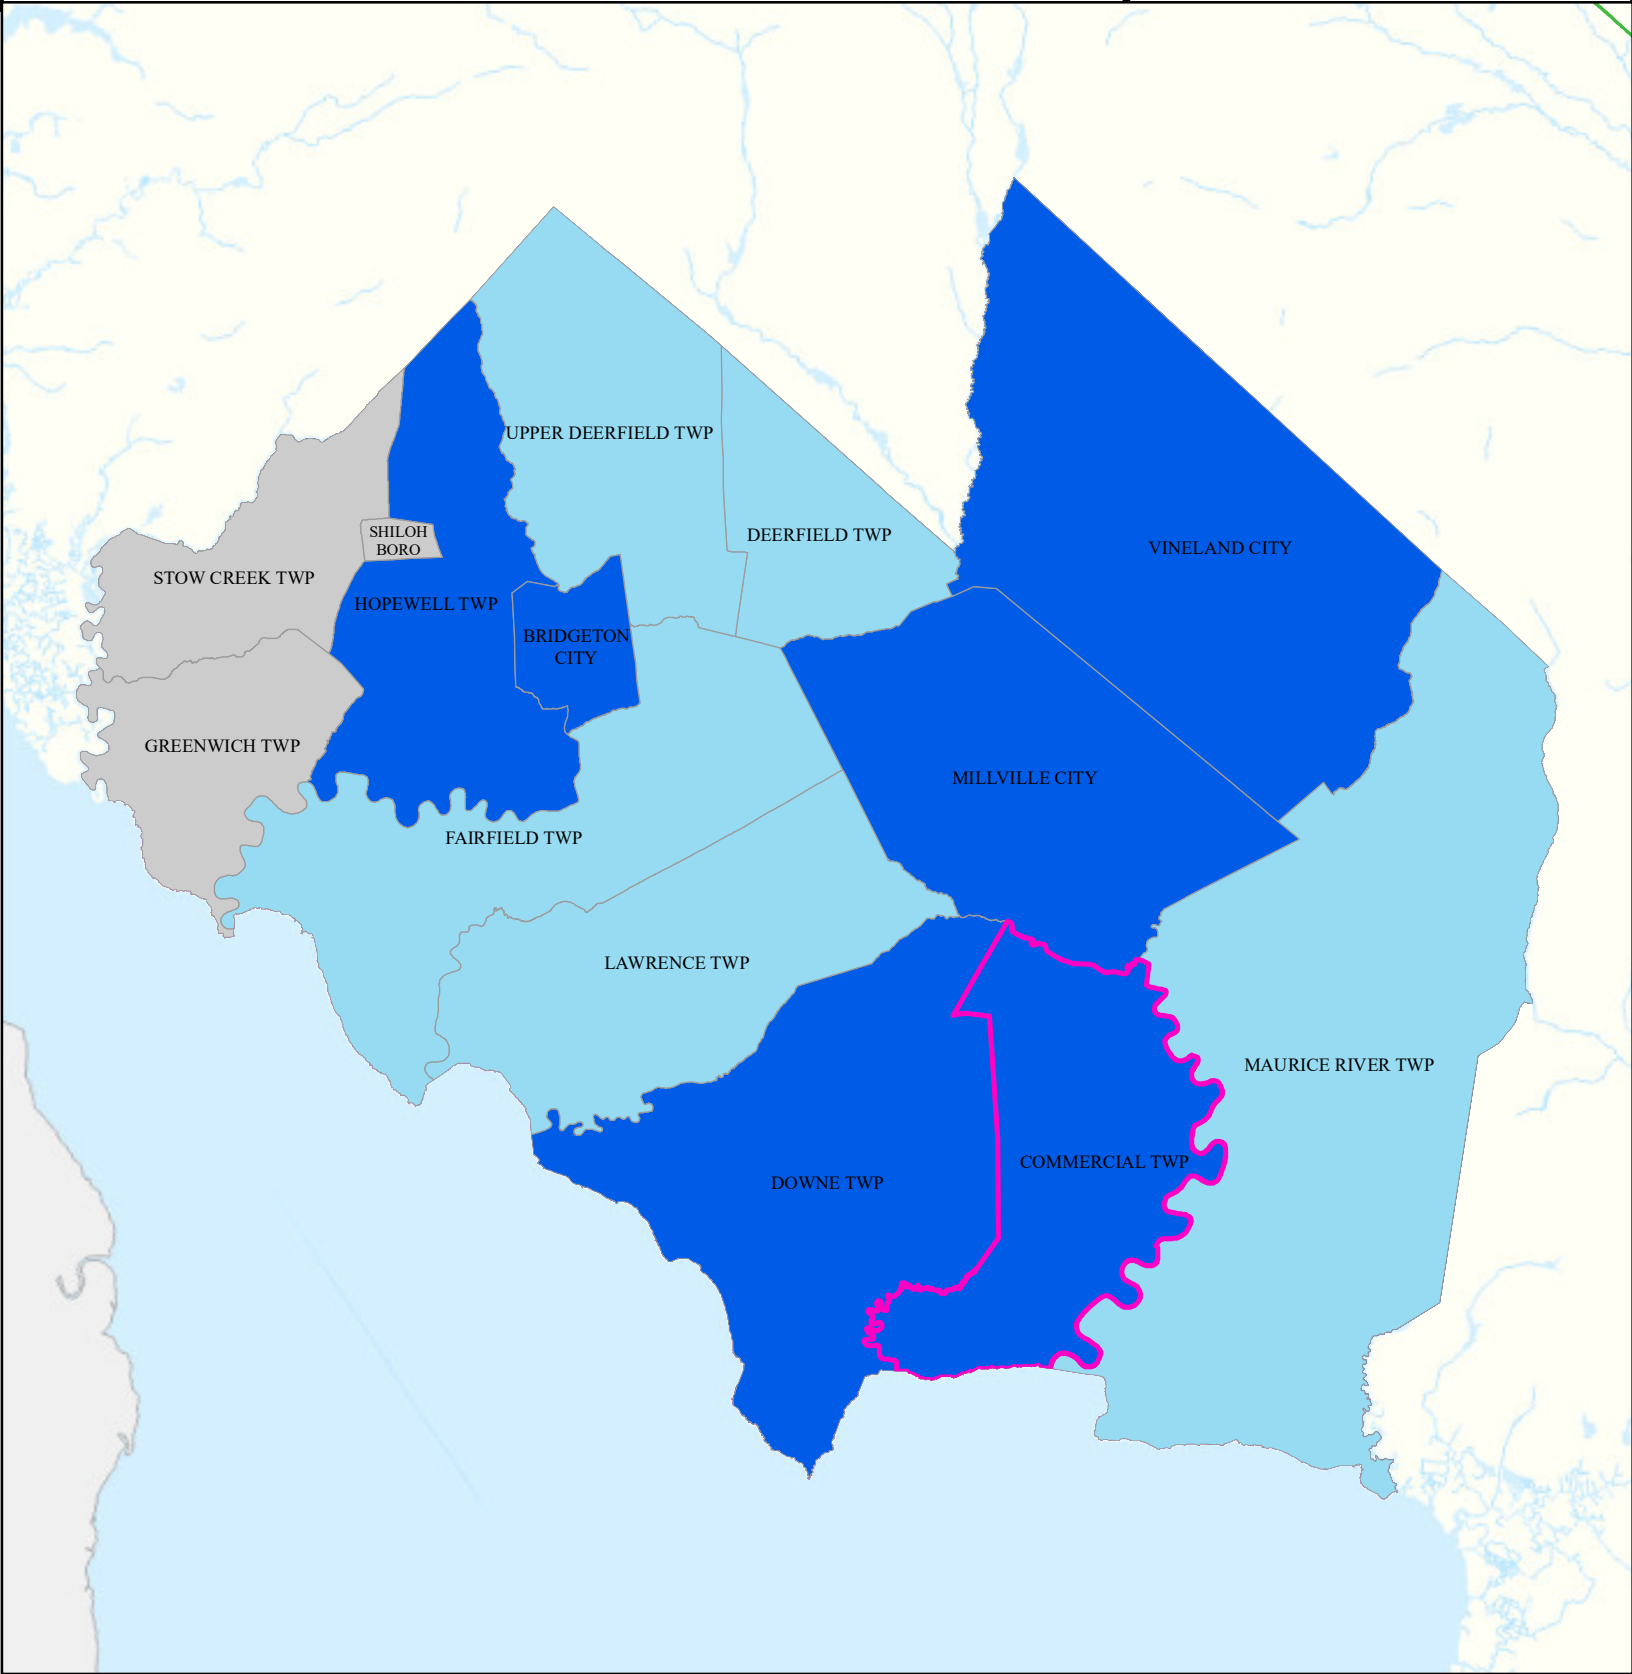 UPPER DEERFIELD TWP
SHILOH
BORO
DEERFIELD TWP
VINELAND CITY
STOW CREEK TWP
HOPEWELL TWP
BRIDGETON
CITY
GREENWICH TWP
MILLVILLE CITY
FAIRFIELD TWP
LAWRENCE TWP
MAURICE RIVER TWP
COMMERCIAL TWP
DOWNE TWP